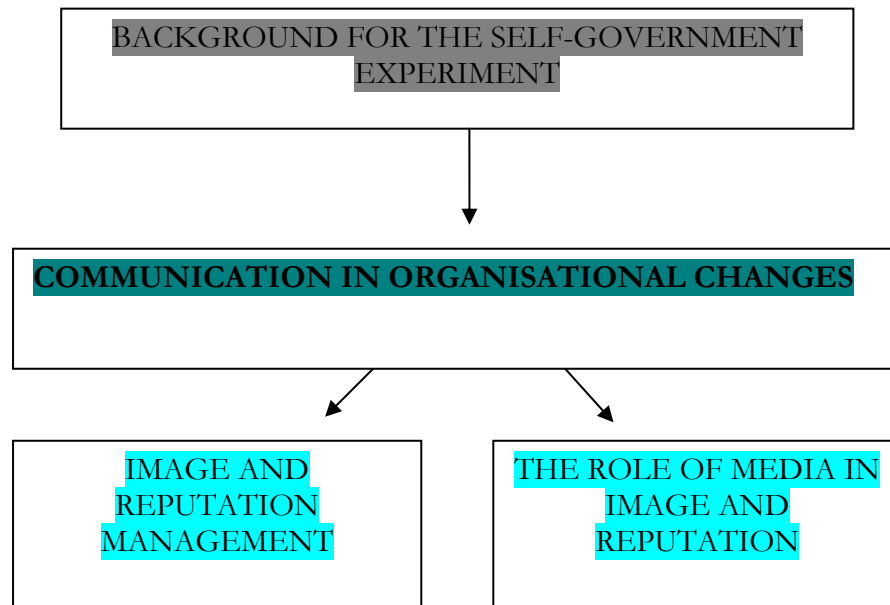 BACKGROUND FOR THE SELF-GOVERNMENT
EXPERIMENT
COMMUNICATION IN ORGANISATIONAL CHANGES
IMAGE AND
REPUTATION
MANAGEMENT
THE ROLE OF MEDIA IN
IMAGE AND
REPUTATION